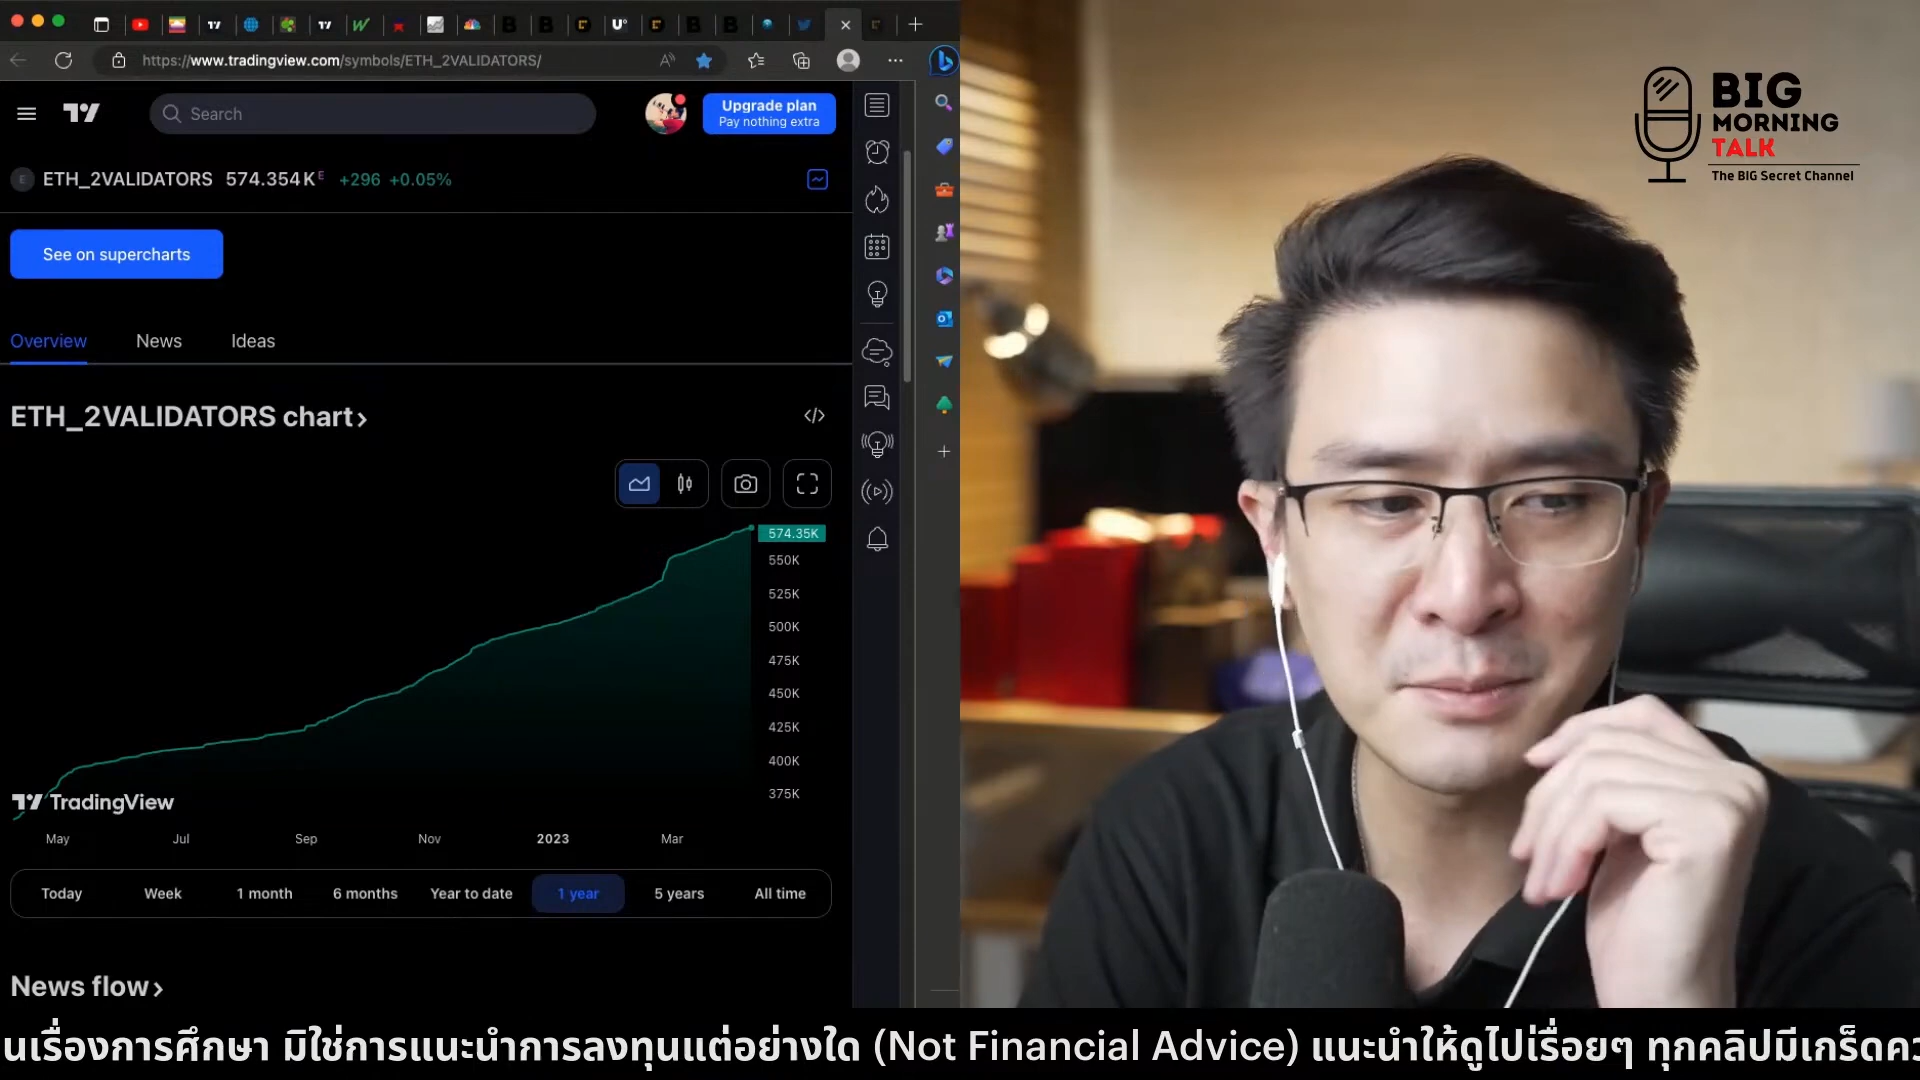 https://www.tradingview.com/symbols/ETH_2VALIDATORS/
Search
Upgrade plan
Pay nothing extra
ETH_2VALIDATORS 574.354K E +296 +0.05%
See on supercharts
Overview News Ideas
ETH_2VALIDATORS chart
574.35K
550K
525K
500K
475K
450K
425K
400K
375K
TradingView
May Jul Sep Nov 2023 Mar
Today Week 1 month 6 months Year to date 1 year 5 years All time
News flow
BIG
MORNING
TALK
The BIG Secret Channel
นเรื่องการศึกษา มิใช่การแนะนำการลงทุนแต่อย่างใด (Not Financial Advice) แนะนำให้ดูไปเรื่อยๆ ทุกคลิปมีเกร็ดคว